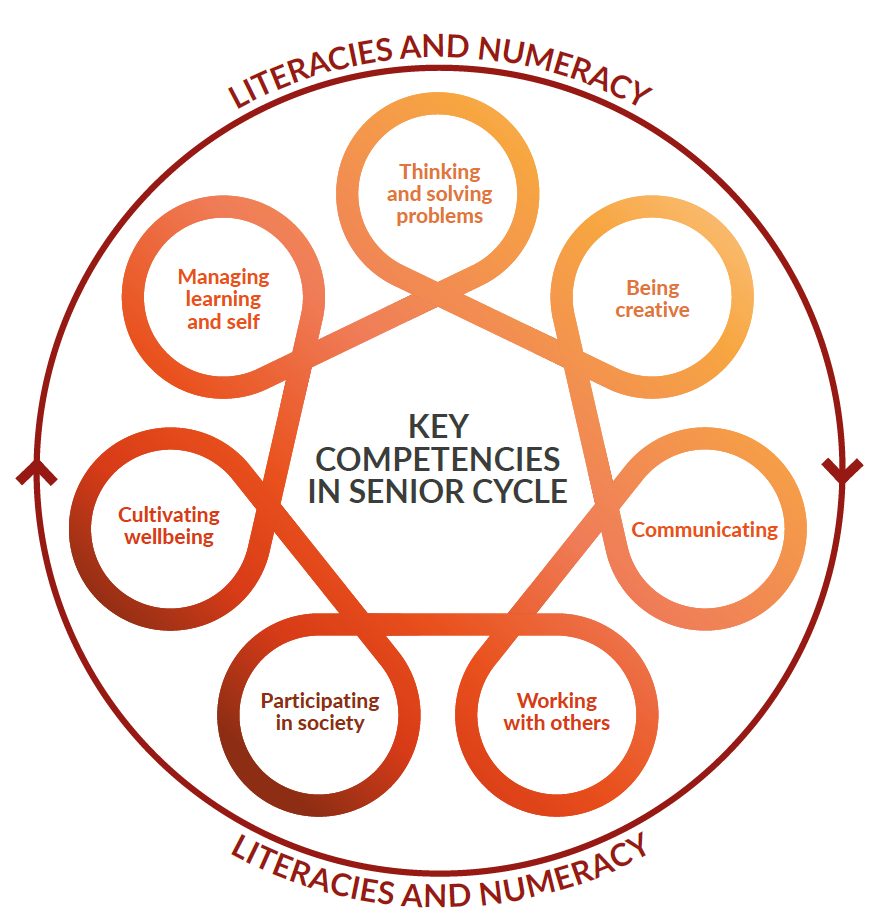 LITERACIES AND NUMERACY
Thinking
and solving
problems
Managing
learning
and self
Being
creative
KEY
COMPETENCIES
IN SENIOR CYCLE
Cultivating
wellbeing
Communicating
Participating
in society
Working
with others
LITERACIES AND NUMERACY